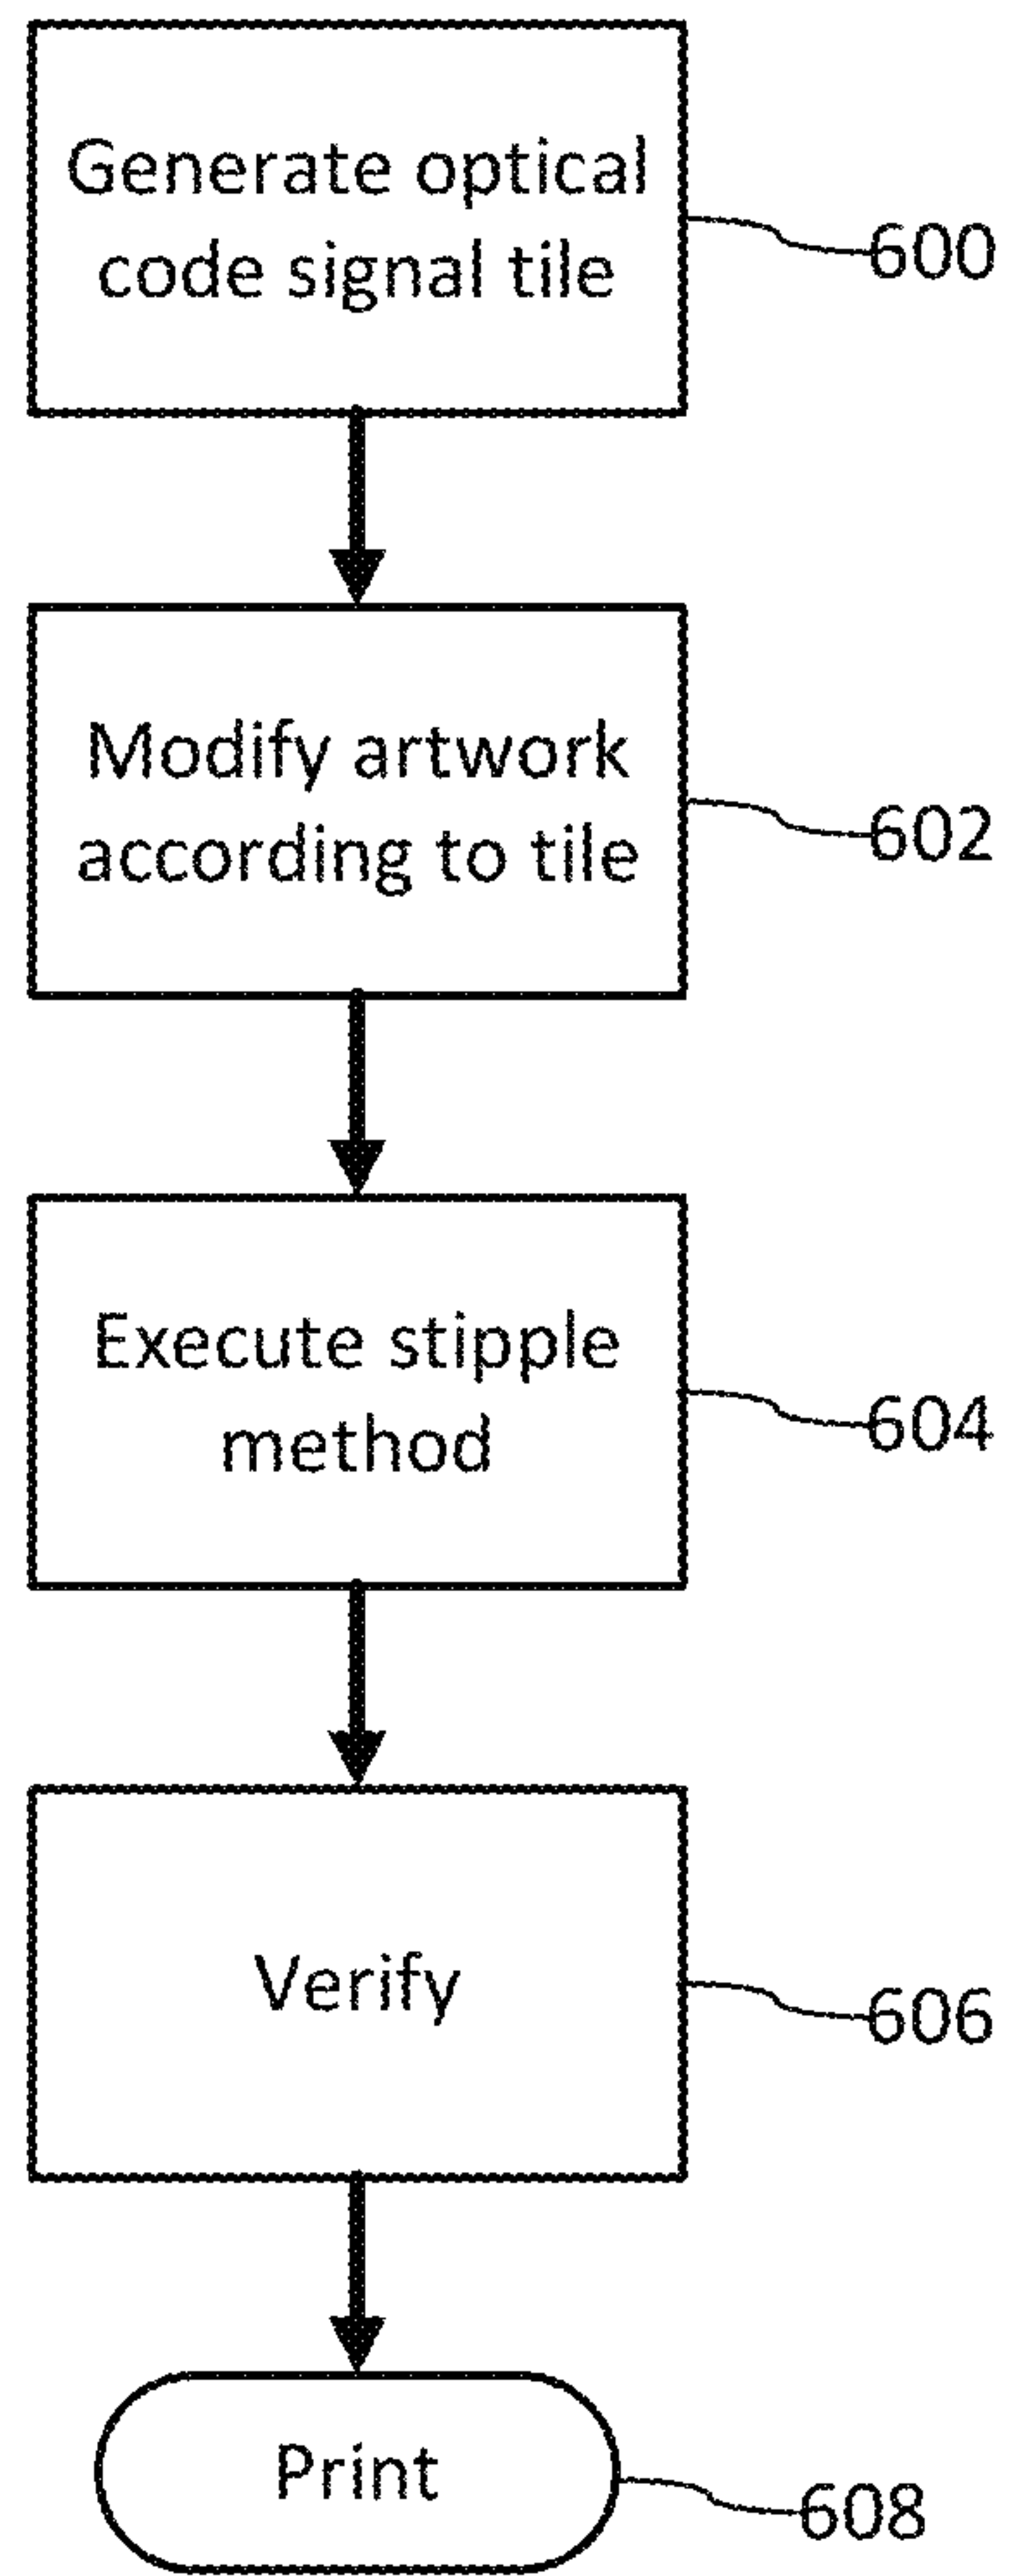 Generate optical
code signal tile
600
Modify artwork
according to tile
602
Execute stipple
method
604
Verify
606
Print
608